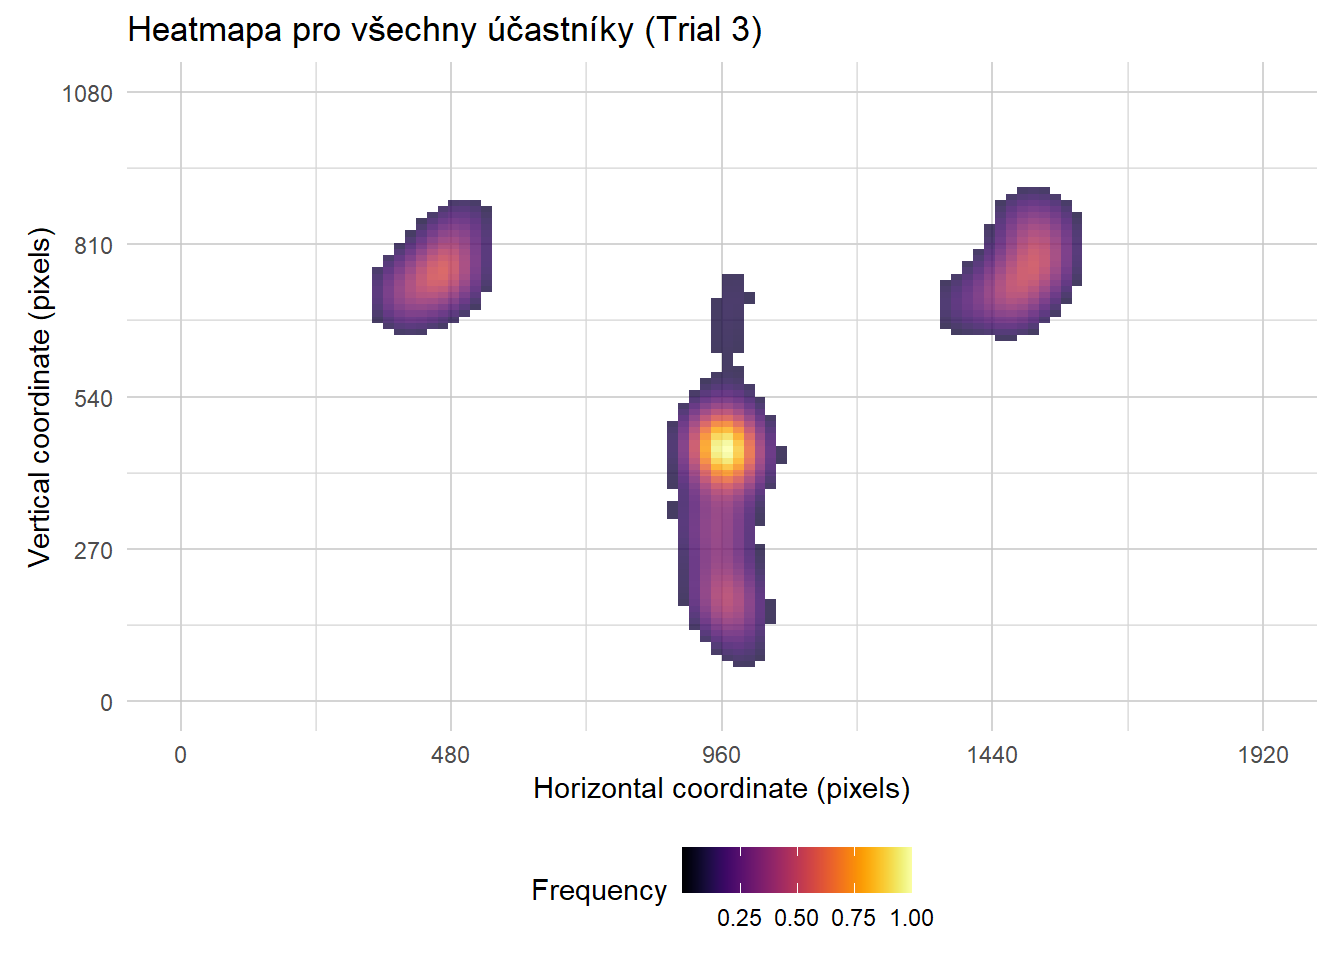 Heatmapa pro všechny účastníky (Trial 3)
Vertical coordinate (pixels)
1080
810
540
270
0
0 480 960 1440 1920
Horizontal coordinate (pixels)
Frequency
0.25 0.50 0.75 1.00